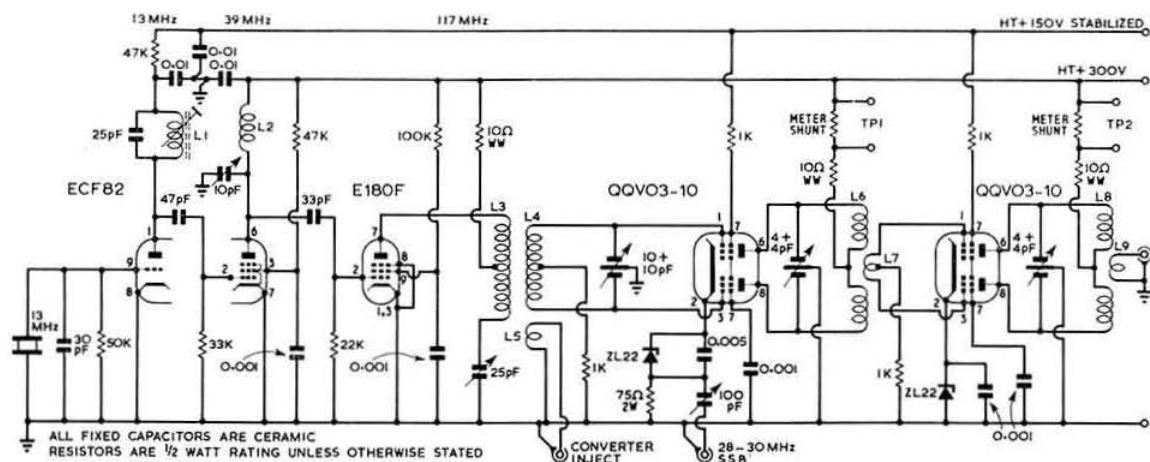 13 MHz 39 MHz 117 MHz HT+150V STABILIZED
47K
0·01
0·01 0·01
HT+300V
25pF L1 L2
47K 100K 10Ω WW
1K METER SHUNT TP1 1K METER SHUNT TP2
10pF
10Ω WW 10Ω WW
ECF82 E180F QQVO3-10 QQVO3-10
47pF 33pF
L3 L4 L6 L8
1 6 7 1 7 4+4pF 6 1 7 4+4pF 6
10+10pF
L7 L9
9 2 3 2 8 9
8 7 1,3 2 3 7 8 2 3 7 8
13 MHz 30 pF 50K 33K 0·001 22K 0·001 25pF L5 1K
ZL22 0·005 0·001
75Ω 2W 100 pF
1K ZL22 0·001
ALL FIXED CAPACITORS ARE CERAMIC
RESISTORS ARE 1/2 WATT RATING UNLESS OTHERWISE STATED
CONVERTER INJECT
28–30MHz S.S.B